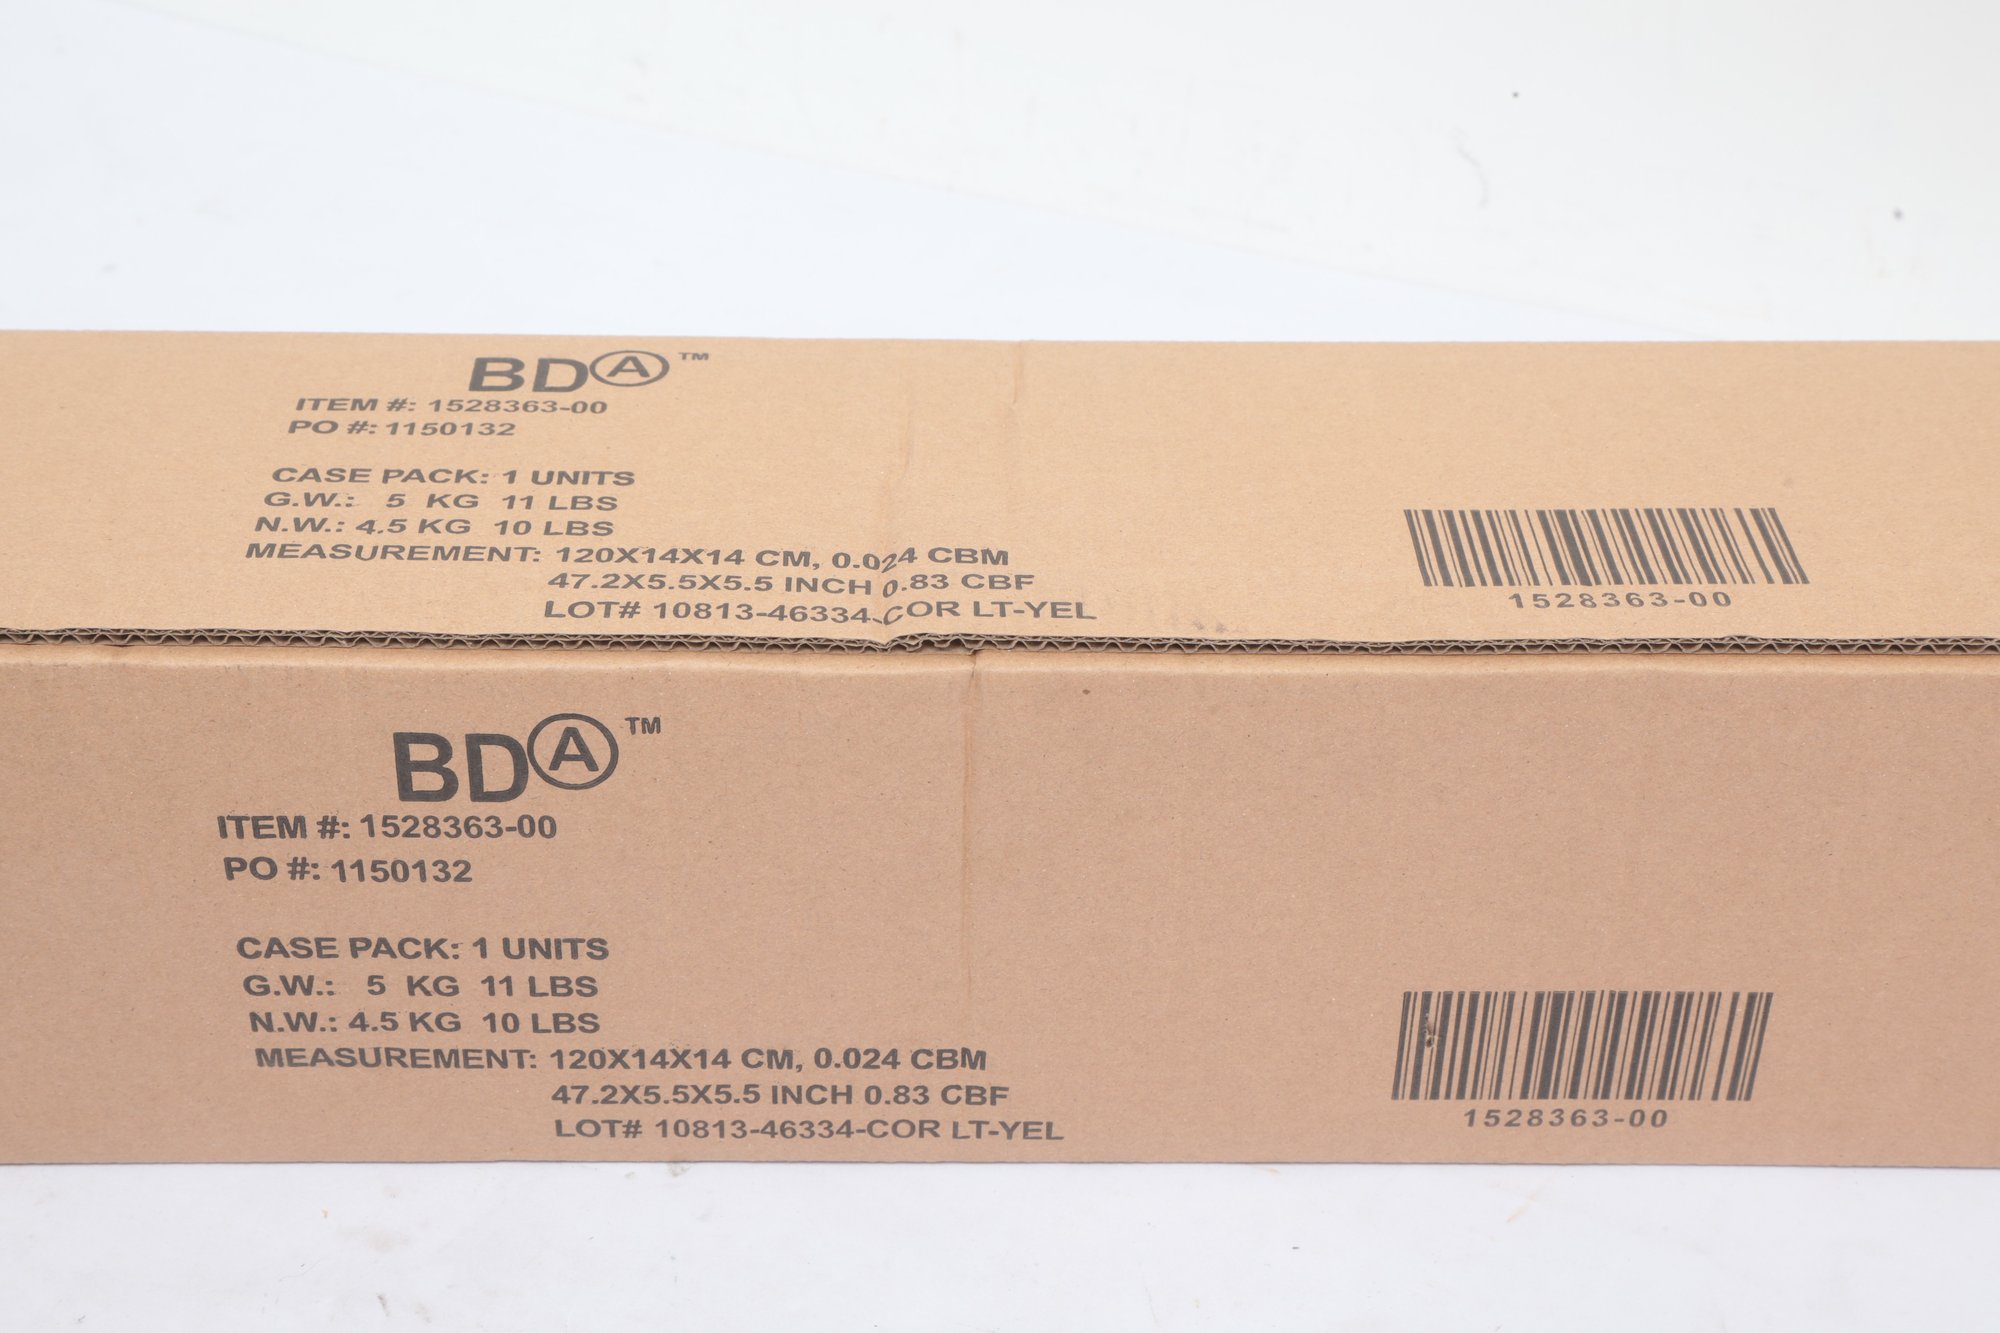 BDA™
ITEM #: 1528363-00
PO #: 1150132
CASE PACK: 1 UNITS
G.W.: 5 KG 11 LBS
N.W.: 4.5 KG 10 LBS
MEASUREMENT: 120X14X14 CM, 0.024 CBM
47.2X5.5X5.5 INCH 0.83 CBF
LOT# 10813-46334-COR LT-YEL
1528363-00
BDA™
ITEM #: 1528363-00
PO #: 1150132
CASE PACK: 1 UNITS
G.W.: 5 KG 11 LBS
N.W.: 4.5 KG 10 LBS
MEASUREMENT: 120X14X14 CM, 0.024 CBM
47.2X5.5X5.5 INCH 0.83 CBF
LOT# 10813-46334-COR LT-YEL
1528363-00